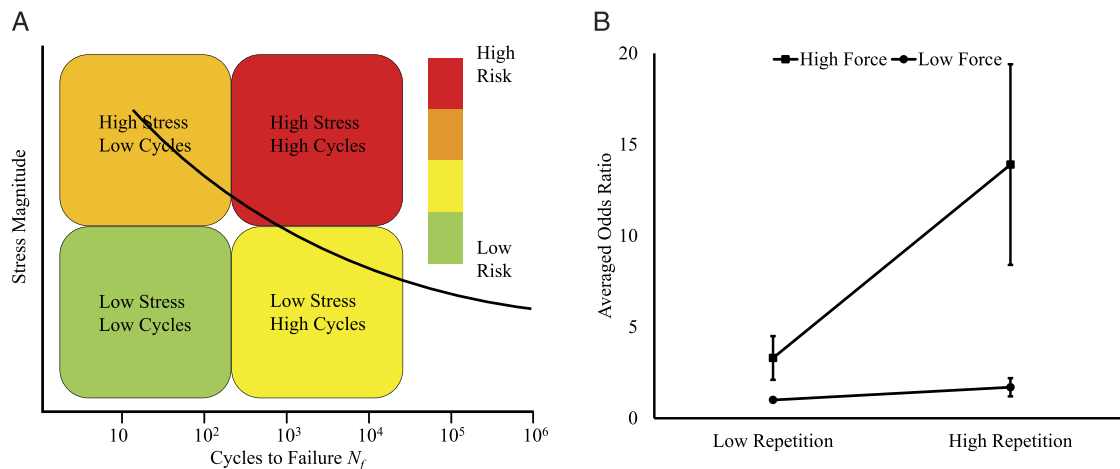 A
Stress Magnitude
High Stress
Low Cycles
High Stress
High Cycles
Low Stress
Low Cycles
Low Stress
High Cycles
High
Risk
Low
Risk
10
10²
10³
10⁴
10⁵
10⁶
Cycles to Failure N_f
B
Averaged Odds Ratio
20
15
10
5
0
High Force
Low Force
Low Repetition
High Repetition